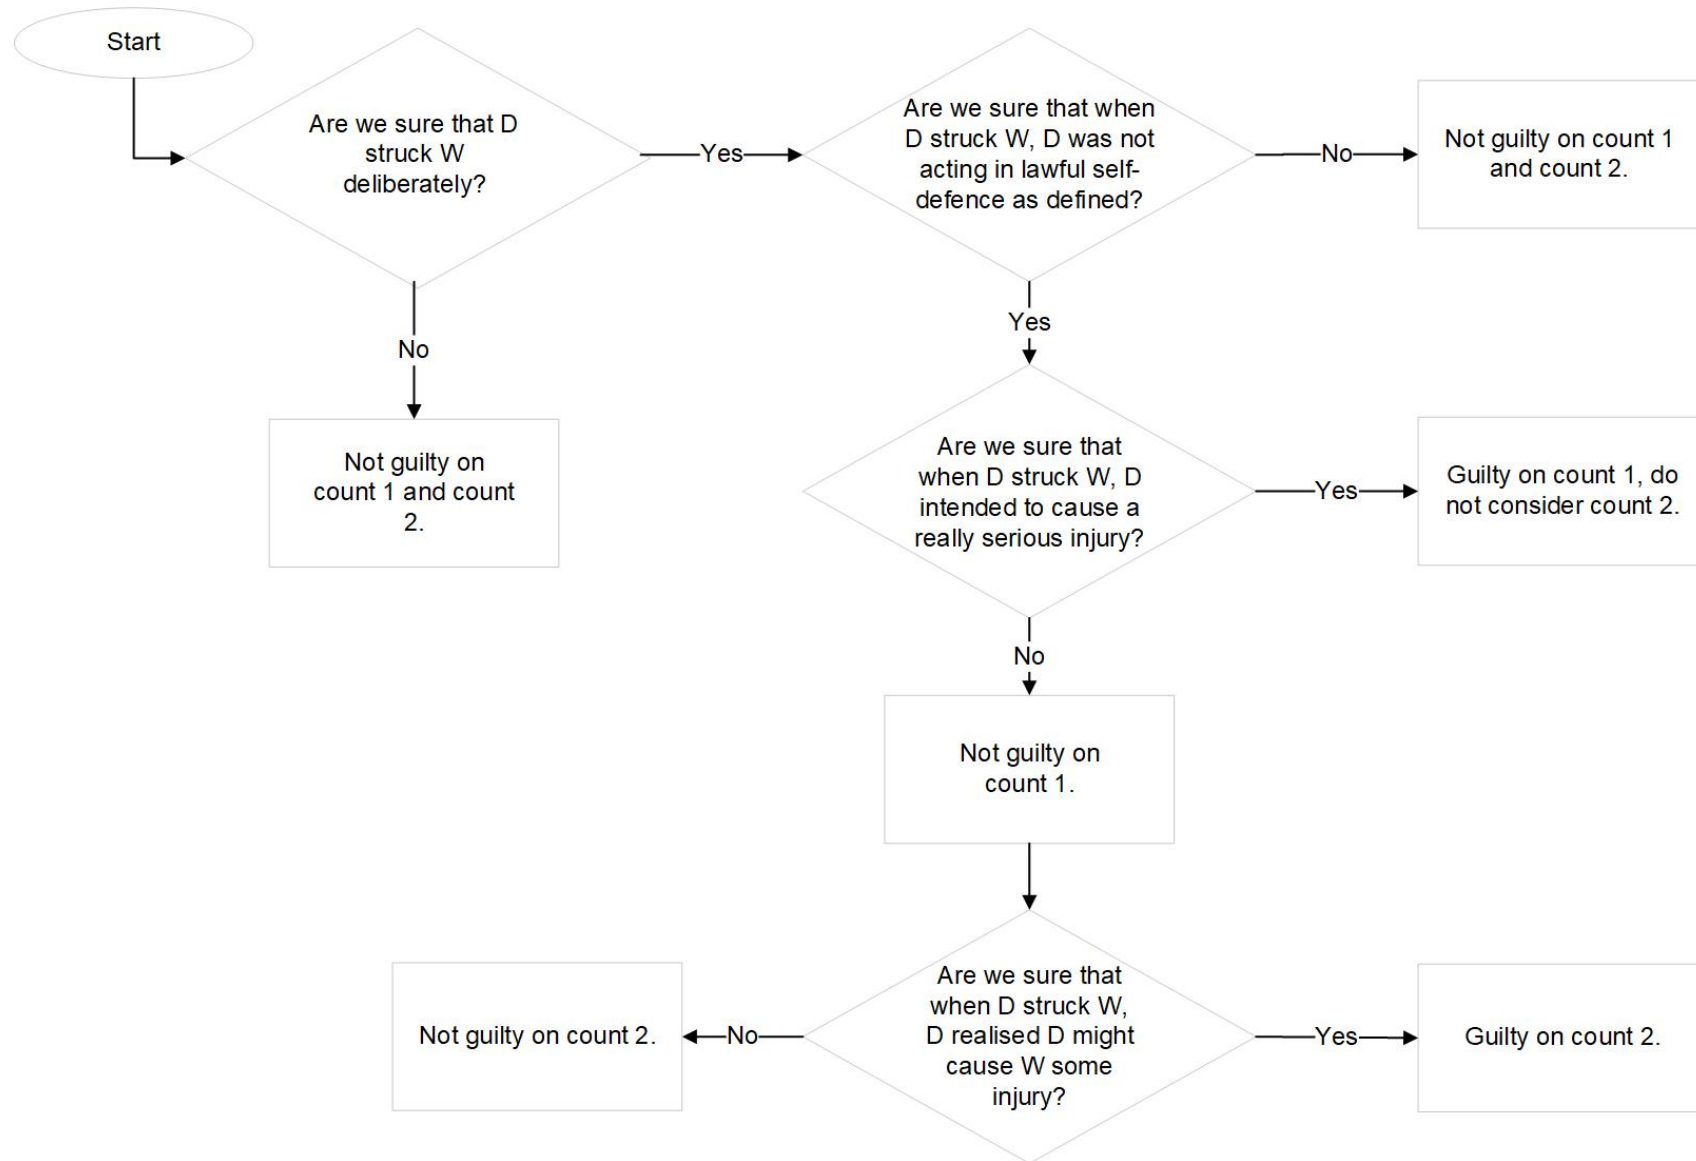 Start
Are we sure that D
struck W
deliberately?
Yes
Are we sure that when
D struck W, D was not
acting in lawful self-
defence as defined?
No
Not guilty on count 1
and count 2.
No
Not guilty on
count 1 and count
2.
Yes
Are we sure that
when D struck W, D
intended to cause a
really serious injury?
Yes
Guilty on count 1, do
not consider count 2.
No
Not guilty on
count 1.
Are we sure that
when D struck W,
D realised D might
cause W some
injury?
No
Not guilty on count 2.
Yes
Guilty on count 2.